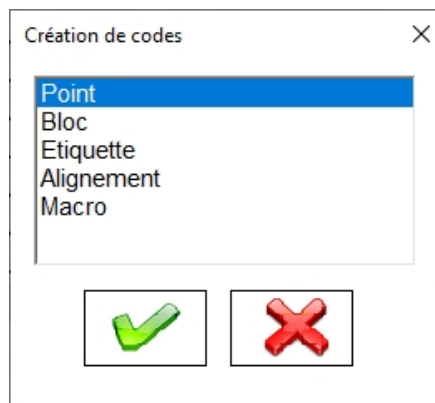 Création de codes
Point
Bloc
Etiquette
Alignement
Macro